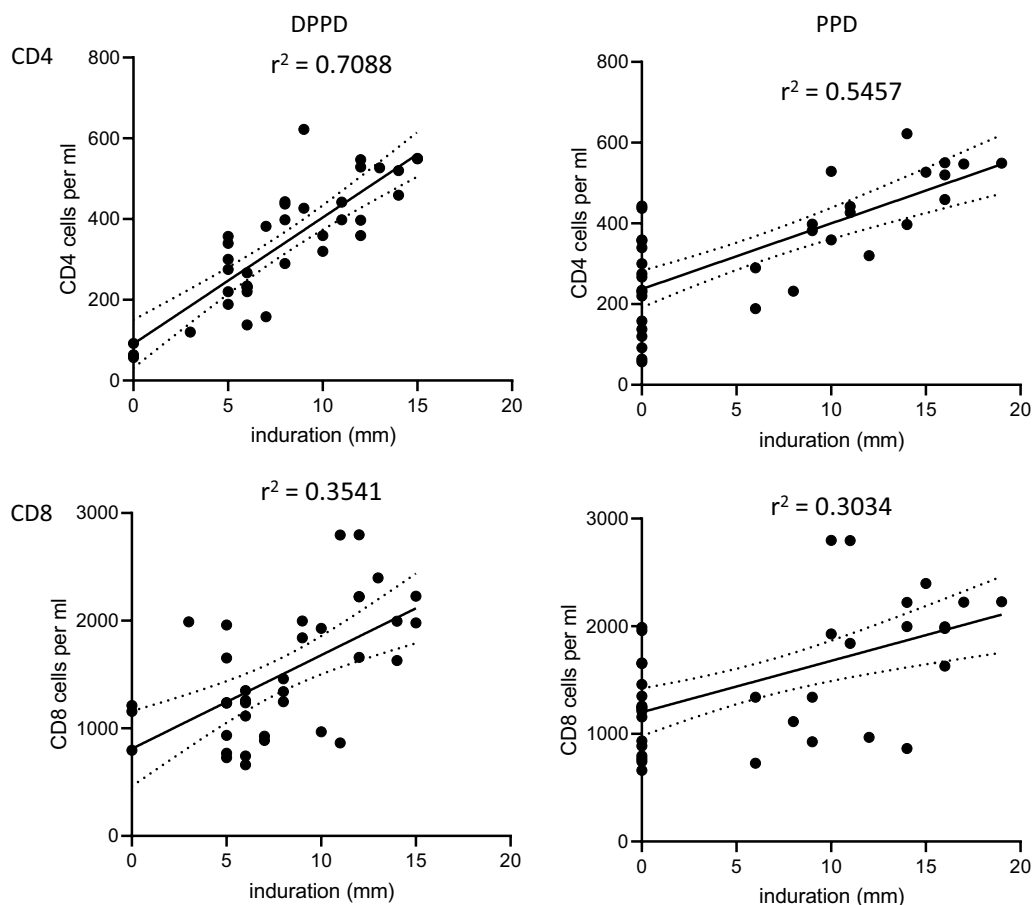 DPPD
PPD
CD4
r² = 0.7088
r² = 0.5457
CD4 cells per ml
800
600
400
200
0
0 5 10 15 20
induration (mm)
CD4 cells per ml
800
600
400
200
0
0 5 10 15 20
induration (mm)
CD8
r² = 0.3541
r² = 0.3034
CD8 cells per ml
3000
2000
1000
0
0 5 10 15 20
induration (mm)
CD8 cells per ml
3000
2000
1000
0
0 5 10 15 20
induration (mm)